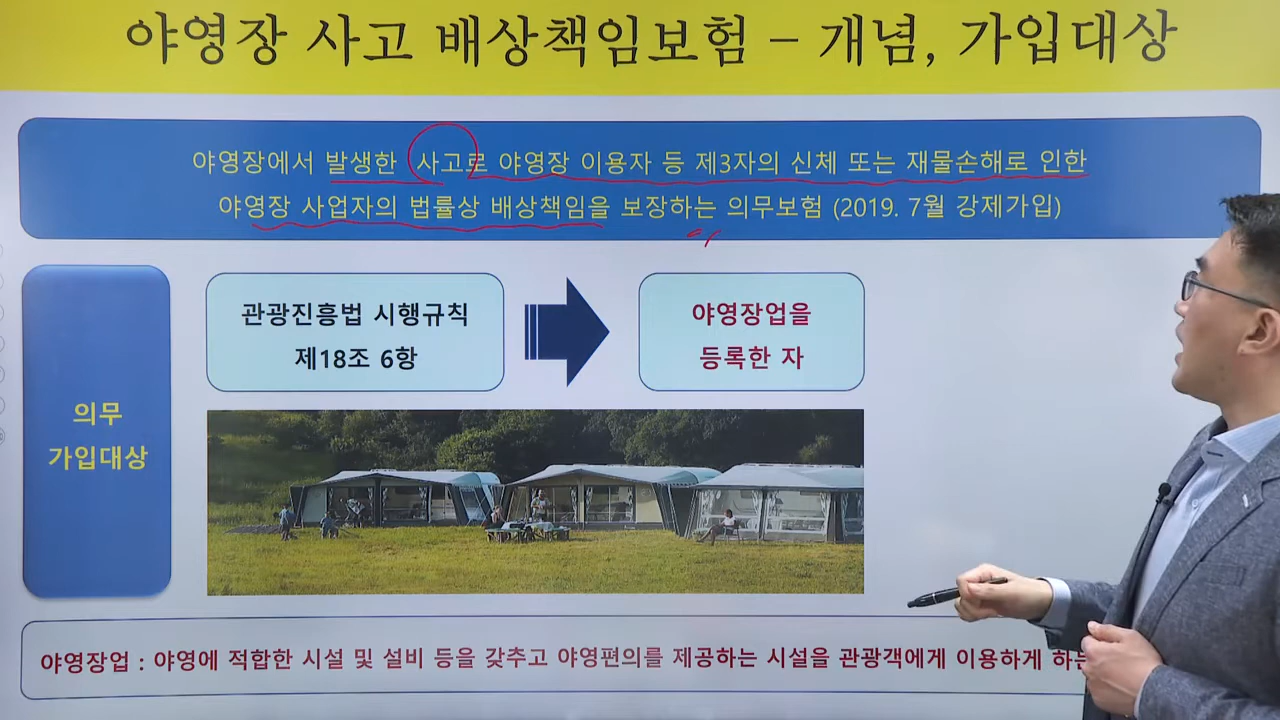 야영장 사고 배상책임보험 – 개념, 가입대상
야영장에서 발생한 사고로 야영장 이용자 등 제3자의 신체 또는 재물손해로 인한
야영장 사업자의 법률상 배상책임을 보장하는 의무보험 (2019. 7월 강제가입)
관광진흥법 시행규칙
제18조 6항
야영장업을
등록한 자
의무
가입대상
야영장업 : 야영에 적합한 시설 및 설비 등을 갖추고 야영편의를 제공하는 시설을 관광객에게 이용하게 하는